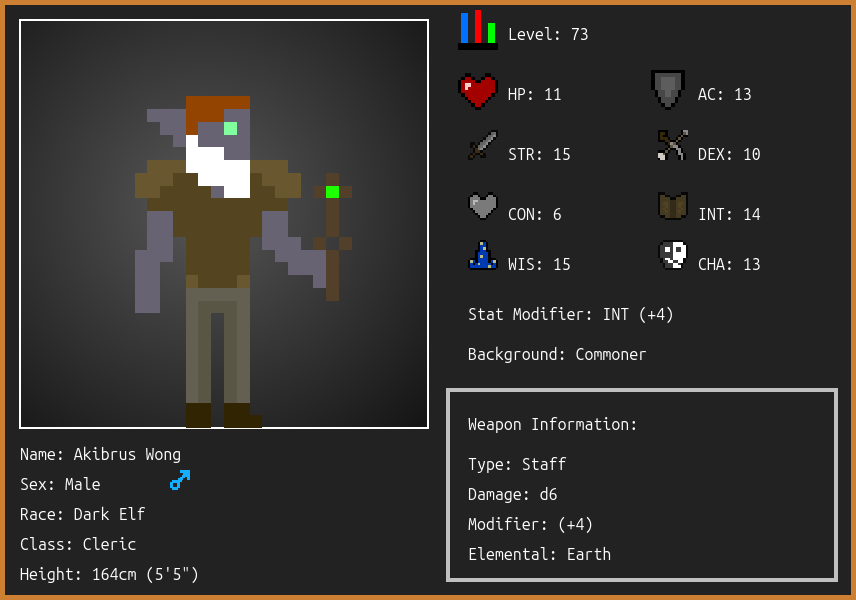 Level: 73
HP: 11
AC: 13
STR: 15
DEX: 10
CON: 6
INT: 14
WIS: 15
CHA: 13
Stat Modifier: INT (+4)
Background: Commoner
Weapon Information:
Type: Staff
Damage: d6
Modifier: (+4)
Elemental: Earth
Name: Akibrus Wong
Sex: Male
Race: Dark Elf
Class: Cleric
Height: 164cm (5'5")